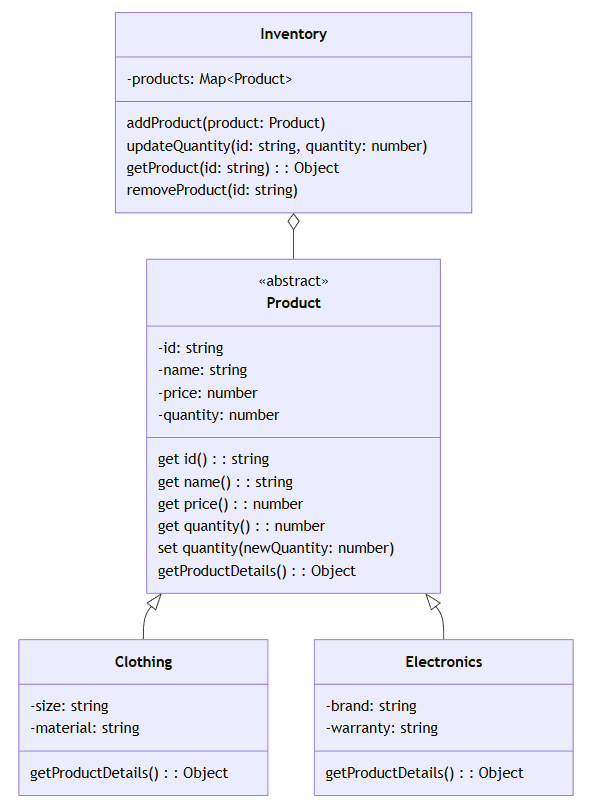 Inventory
-products: Map<Product>
addProduct(product: Product)
updateQuantity(id: string, quantity: number)
getProduct(id: string) : : Object
removeProduct(id: string)
«abstract»
Product
-id: string
-name: string
-price: number
-quantity: number
get id() : : string
get name() : : string
get price() : : number
get quantity() : : number
set quantity(newQuantity: number)
getProductDetails() : : Object
Clothing
-size: string
-material: string
getProductDetails() : : Object
Electronics
-brand: string
-warranty: string
getProductDetails() : : Object